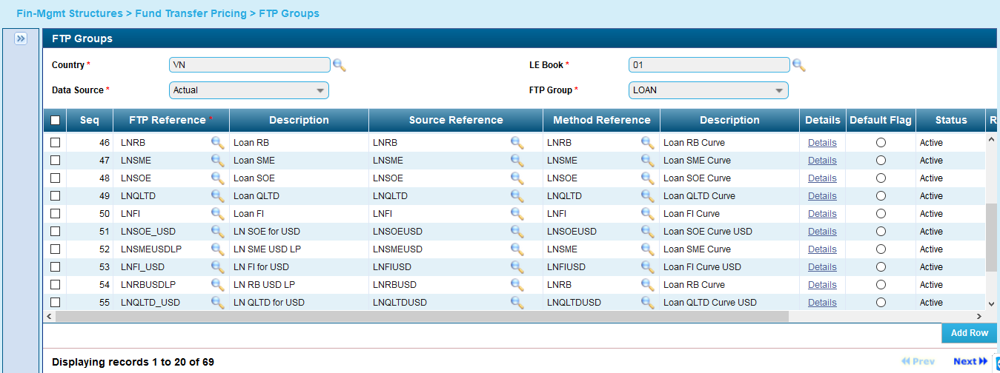 Fin-Mgmt Structures > Fund Transfer Pricing > FTP Groups
FTP Groups
Country * VN LE Book * 01
Data Source * Actual FTP Group * LOAN
Seq FTP Reference * Description Source Reference Method Reference Description Details Default Flag Status R
46 LNRB Loan RB LNRB LNRB Loan RB Curve Details Active
47 LNSME Loan SME LNSME LNSME Loan SME Curve Details Active
48 LNSOE Loan SOE LNSOE LNSOE Loan SOE Curve Details Active
49 LNQLTD Loan QLTD LNQLTD LNQLTD Loan QLTD Curve Details Active
50 LNFI Loan FI LNFI LNFI Loan FI Curve Details Active
51 LNSOE_USD LN SOE for USD LNSOEUSD LNSOEUSD Loan SOE Curve USD Details Active
52 LNSMEUSDLP LN SME USD LP LNSMEUSD LNSME Loan SME Curve Details Active
53 LNFI_USD LN FI for USD LNFIUSD LNFIUSD Loan FI Curve USD Details Active
54 LNRBUSDLP LN RB USD LP LNRBUSD LNRB Loan RB Curve Details Active
55 LNQLTD_USD LN QLTD for USD LNQLTDUSD LNQLTDUSD Loan QLTD Curve USD Details Active
Add Row
Displaying records 1 to 20 of 69 Prev Next